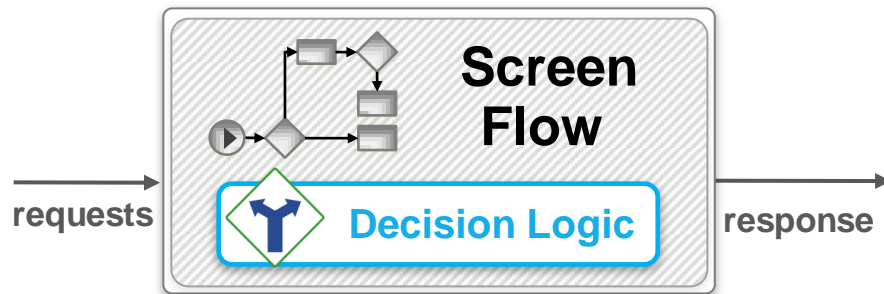 Screen
Flow
requests
Decision Logic
response